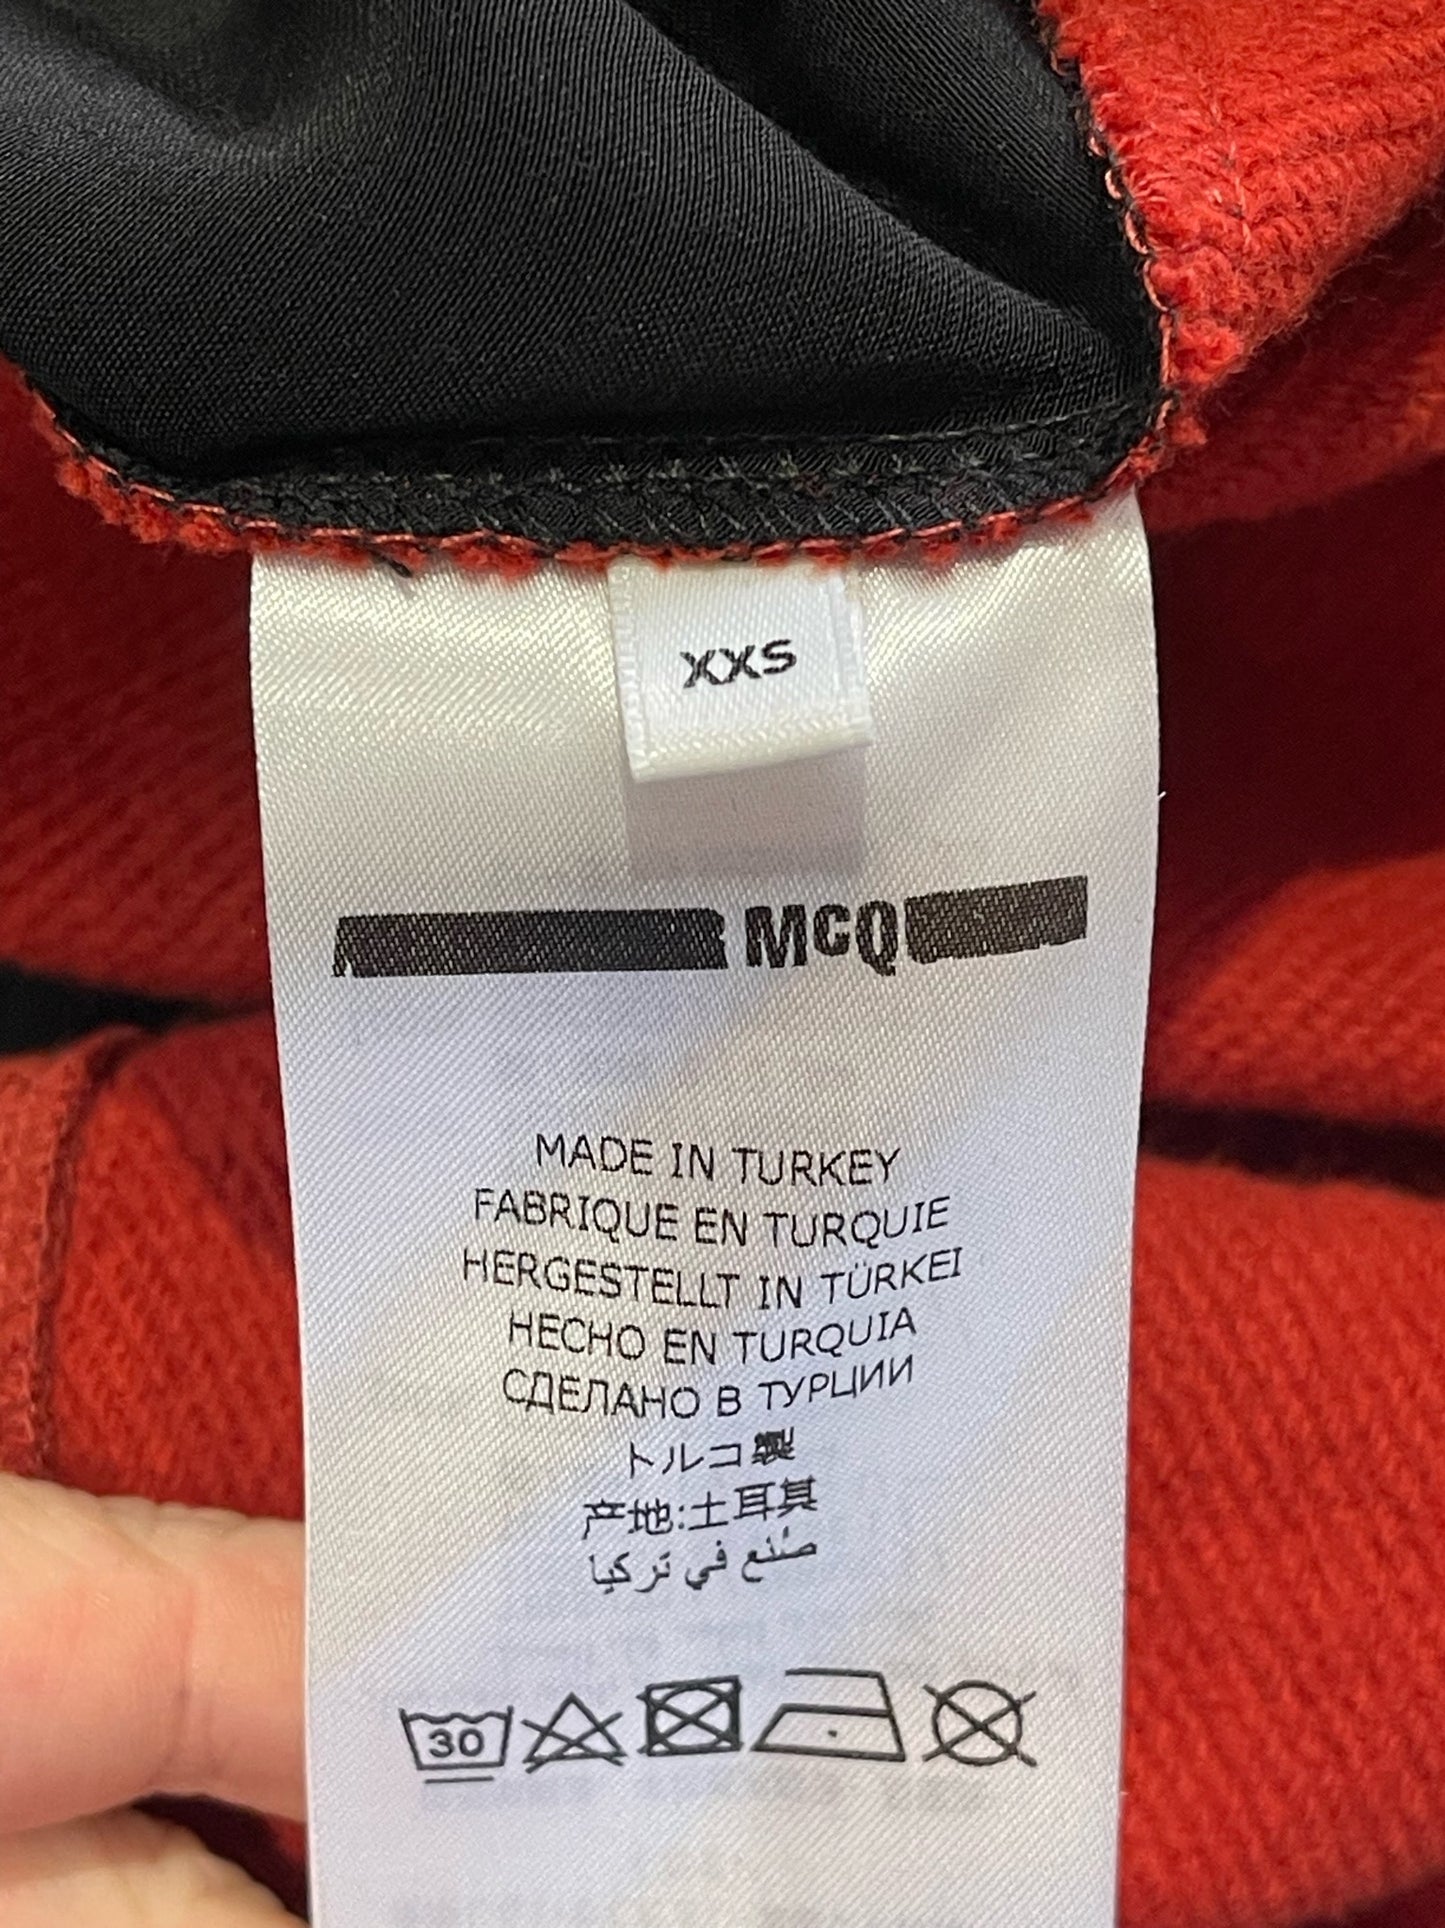 XXS
McQ
MADE IN TURKEY
FABRIQUE EN TURQUIE
HERGESTELLT IN TÜRKEI
HECHO EN TURQUIA
СДЕЛАНО В ТУРЦИИ
トルコ製
产地:土耳其
صُنع في تركيا
30